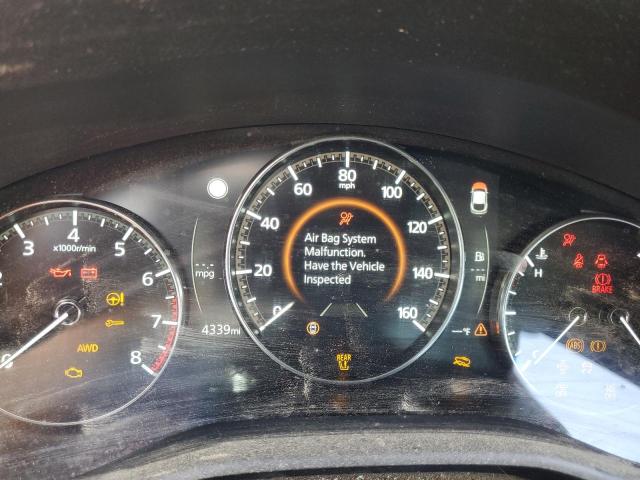 3 4 5 6 7 8
x1000r/min
AWD
mpg
4339mi
0 20 40 60 80 100 120 140 160
mph
Air Bag System
Malfunction.
Have the Vehicle
Inspected
REAR
mi
—°F
H
BRAKE
ABS
C